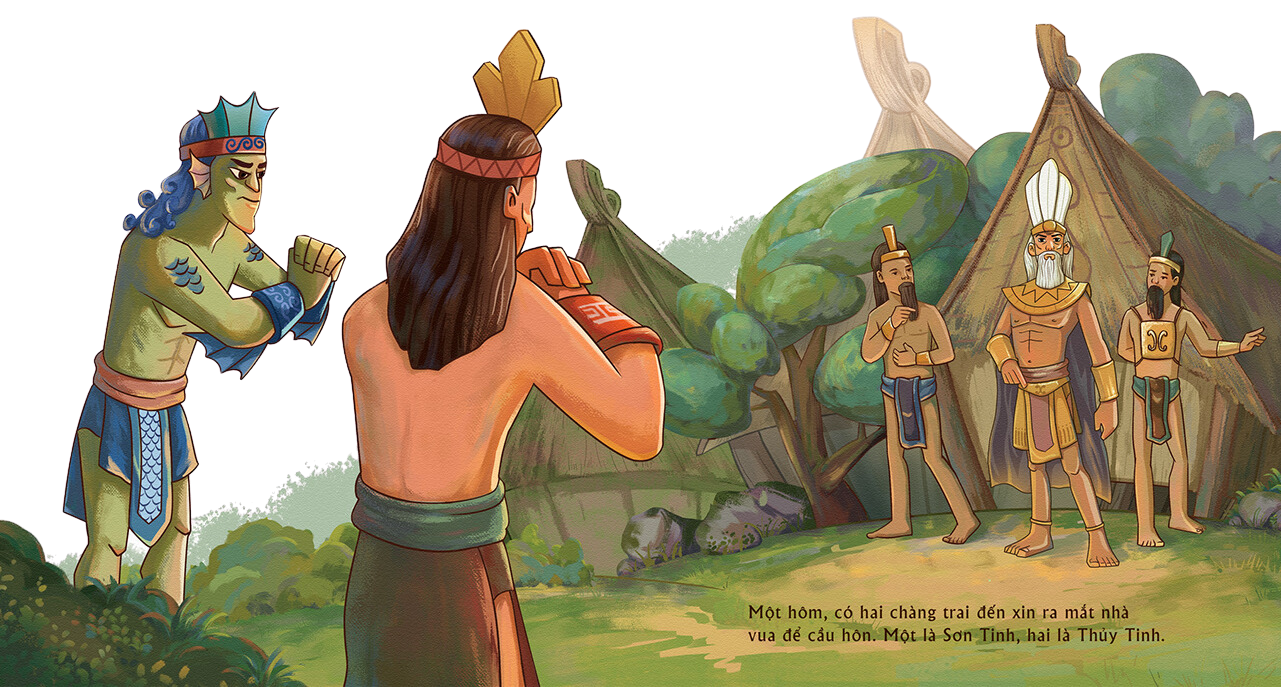 Một hôm, có hai chàng trai đến xin ra mắt nhà
vua để cầu hôn. Một là Sơn Tinh, hai là Thủy Tinh.